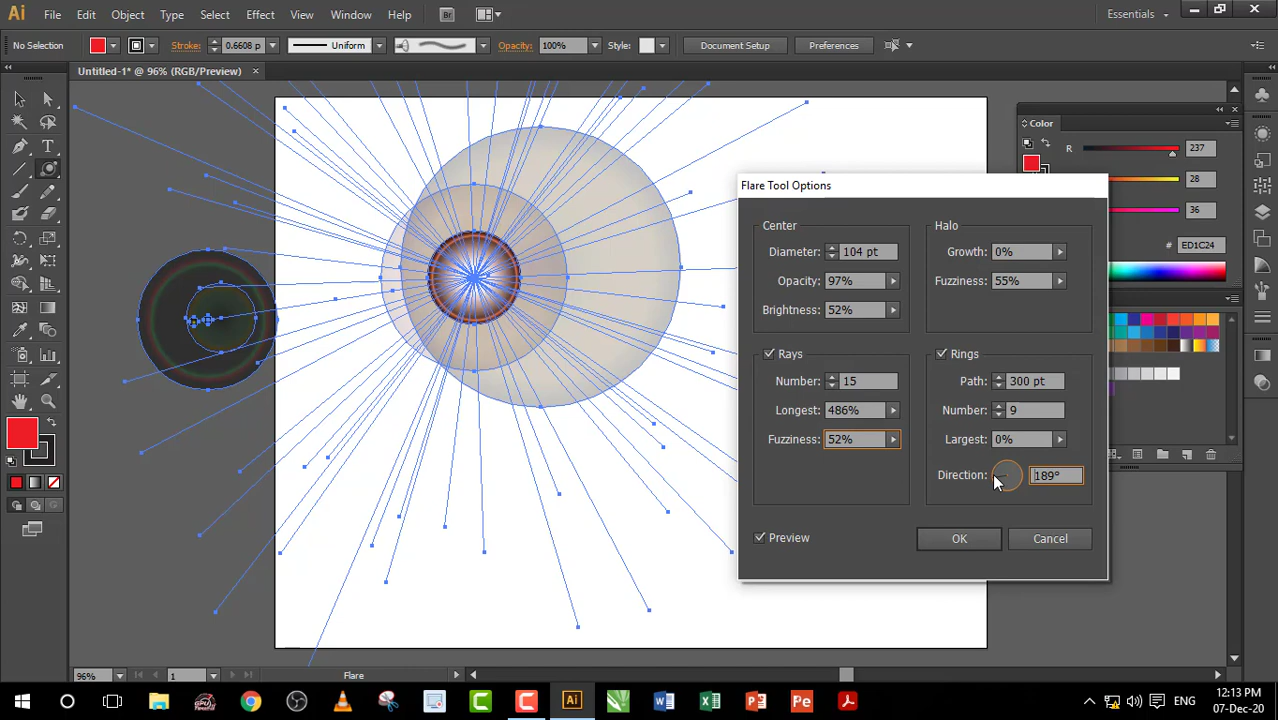 Ai File Edit Object Type Select Effect View Window Help Br Essentials
No Selection Stroke: 0.6608 p Uniform Opacity: 100% Style: Document Setup Preferences
Untitled-1* @ 96% (RGB/Preview)
Color
R 237
28
36
# ED1C24
Flare Tool Options
Center
Diameter: 104 pt
Opacity: 97%
Brightness: 52%
Halo
Growth: 0%
Fuzziness: 55%
Rays
Number: 15
Longest: 486%
Fuzziness: 52%
Rings
Path: 300 pt
Number: 9
Largest: 0%
Direction: 189°
Preview
OK
Cancel
96% 1 Flare
ENG
12:13 PM
07-Dec-20